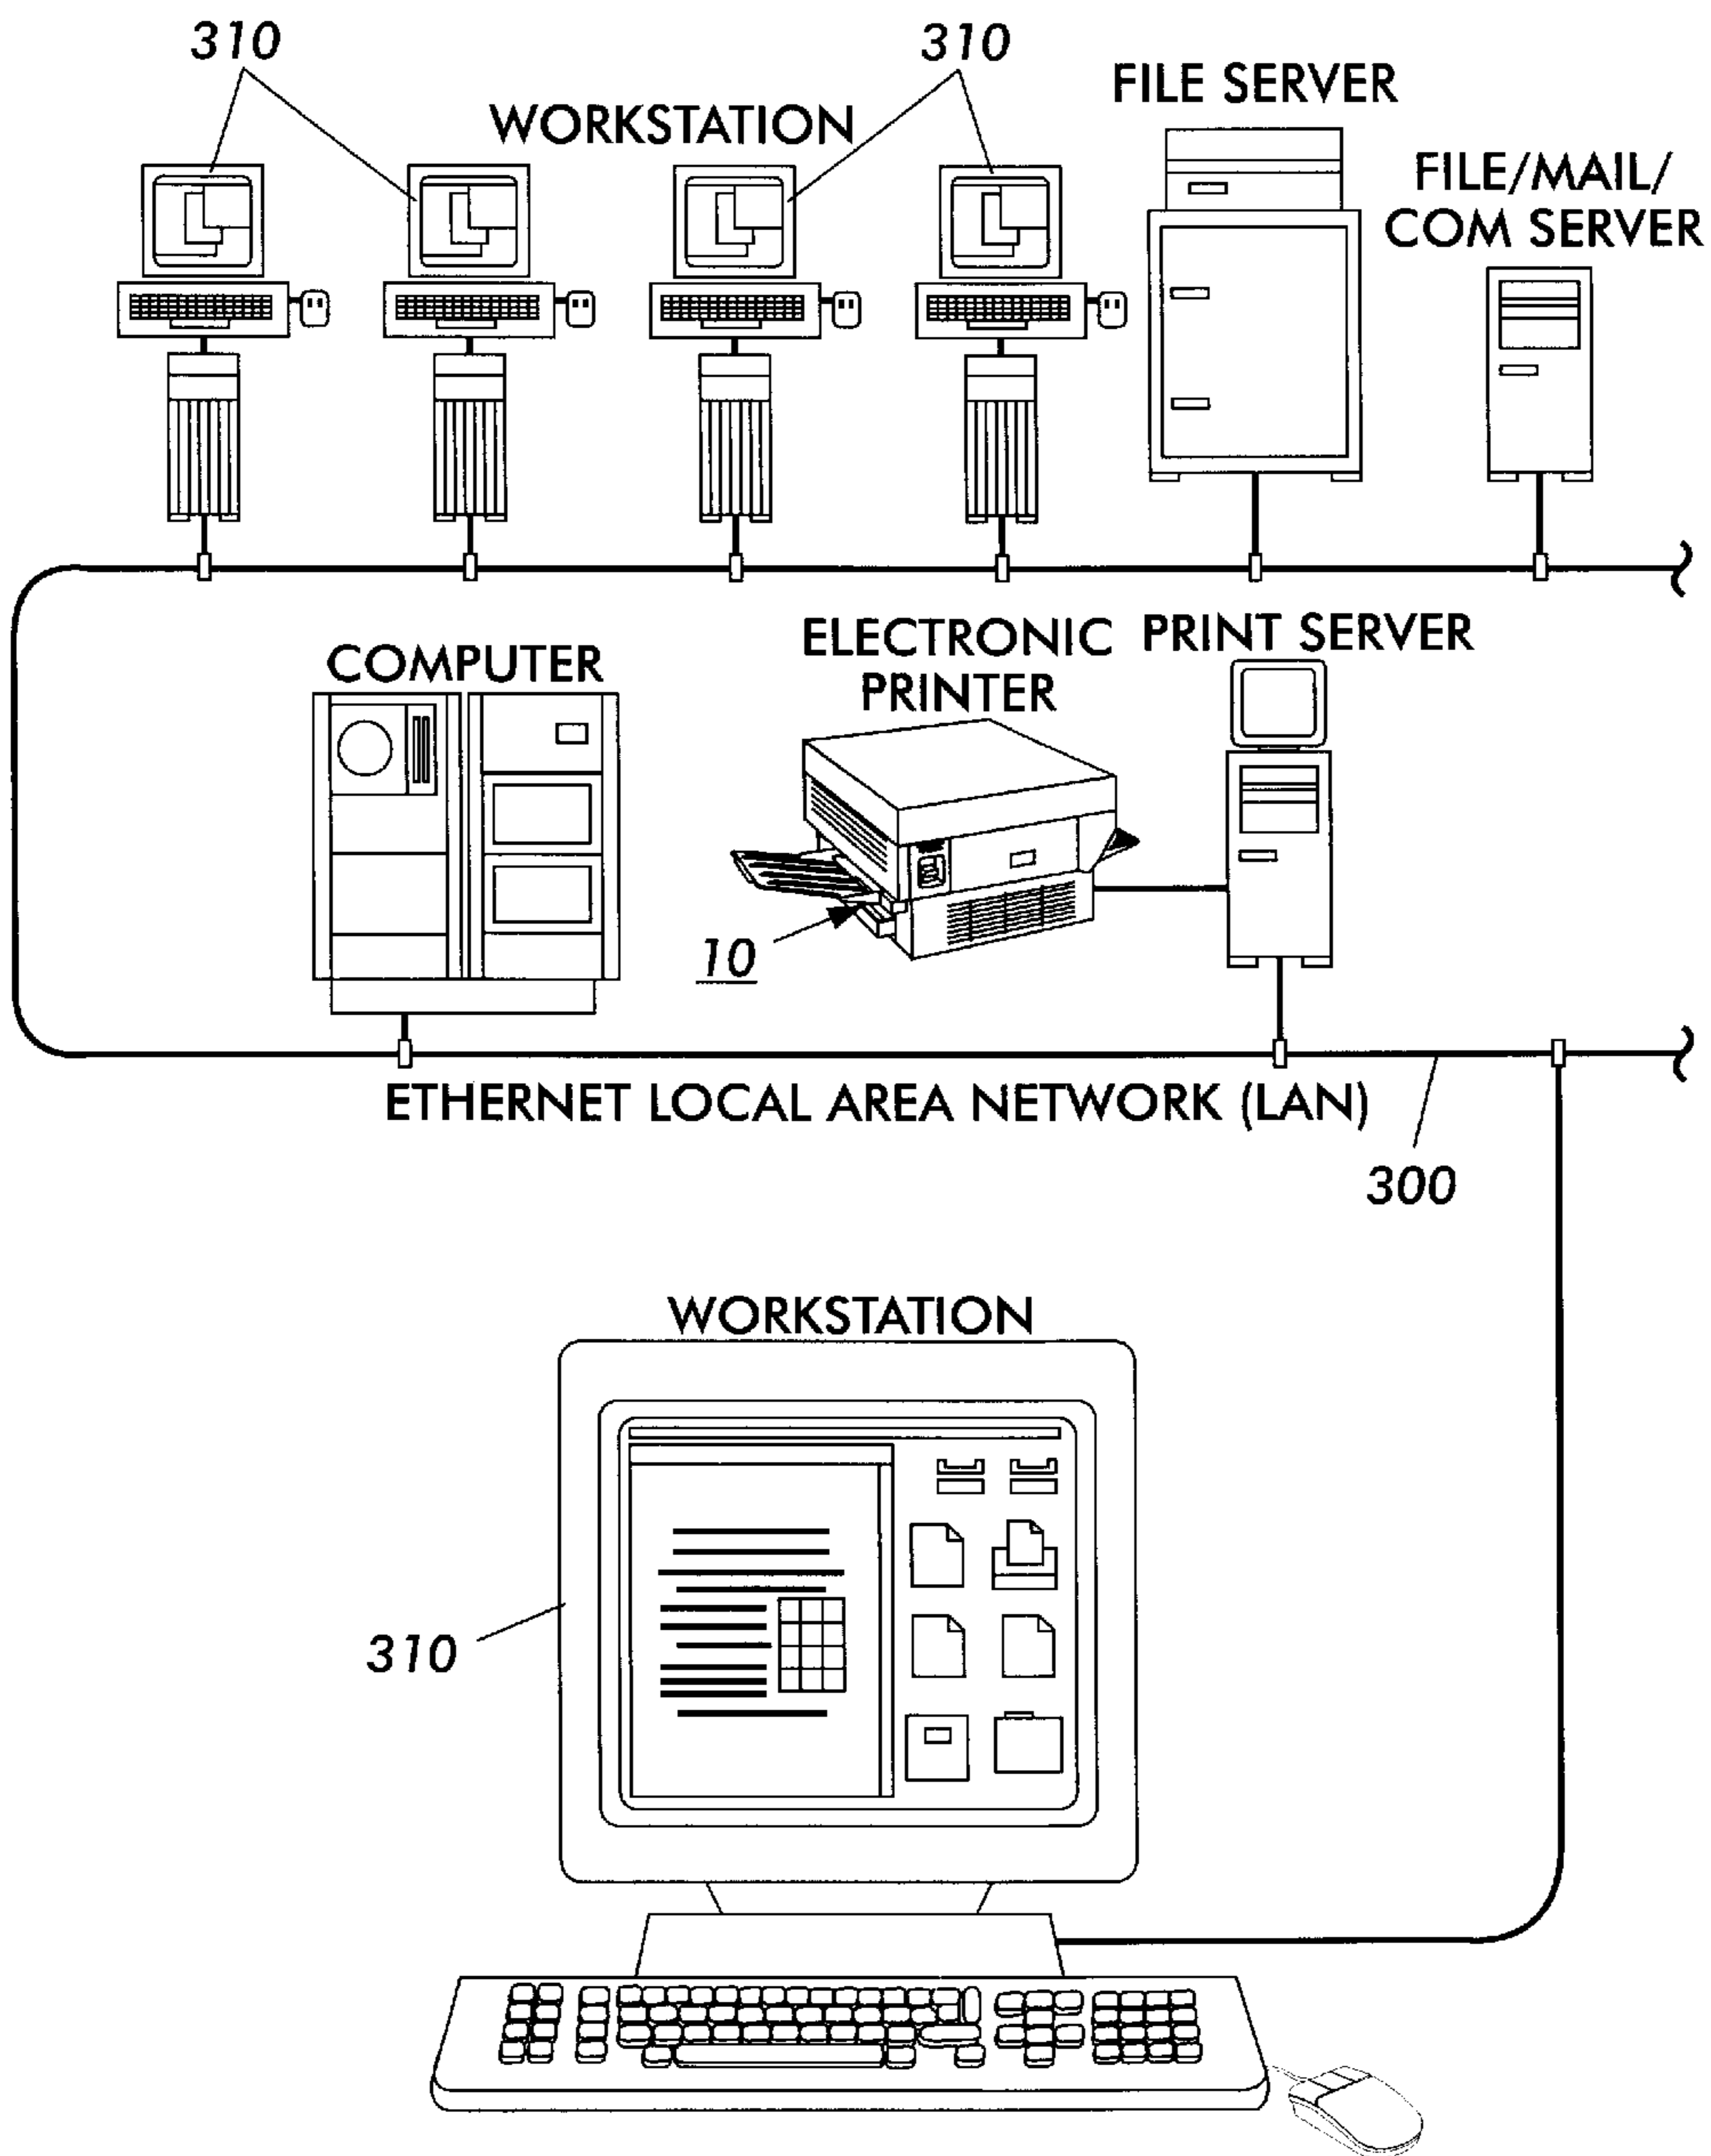 310
310
FILE SERVER
WORKSTATION
FILE/MAIL/
COM SERVER
COMPUTER
ELECTRONIC
PRINTER
PRINT SERVER
10
ETHERNET LOCAL AREA NETWORK (LAN)
300
WORKSTATION
310